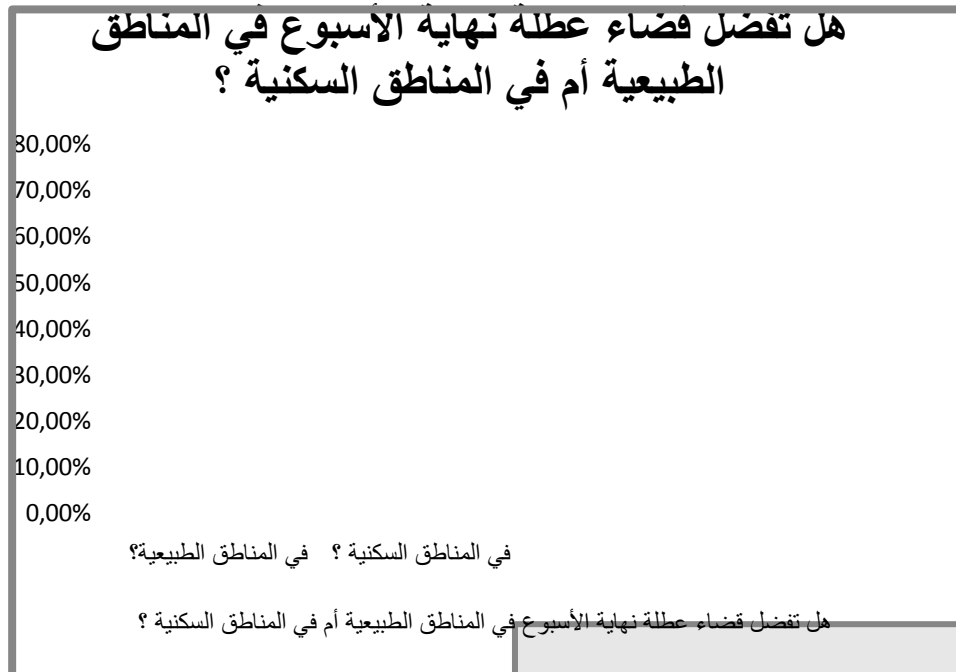 هل تفضل قضاء عطلة نهاية الأسبوع في المناطق
الطبيعية أم في المناطق السكنية ؟
80,00%
70,00%
60,00%
50,00%
40,00%
30,00%
20,00%
10,00%
0,00%
في المناطق الطبيعية؟ في المناطق السكنية ؟
هل تفضل قضاء عطلة نهاية الأسبوع في المناطق الطبيعية أم في المناطق السكنية ؟